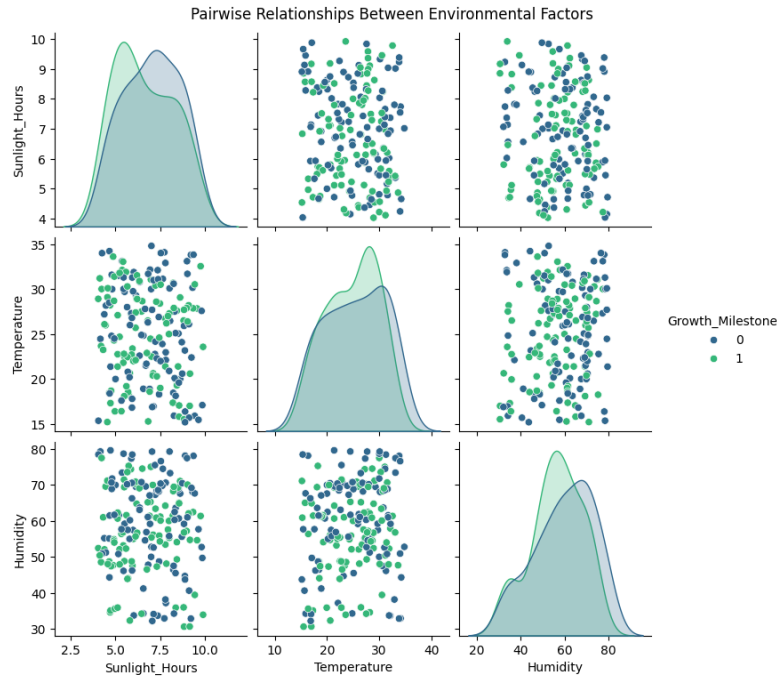 Pairwise Relationships Between Environmental Factors
10
9
8
7
6
5
4
Sunlight_Hours
35
30
25
20
15
Temperature
Growth_Milestone
0
1
80
70
60
50
40
30
Humidity
2.5 5.0 7.5 10.0
10 20 30 40
20 40 60 80
Sunlight_Hours
Temperature
Humidity